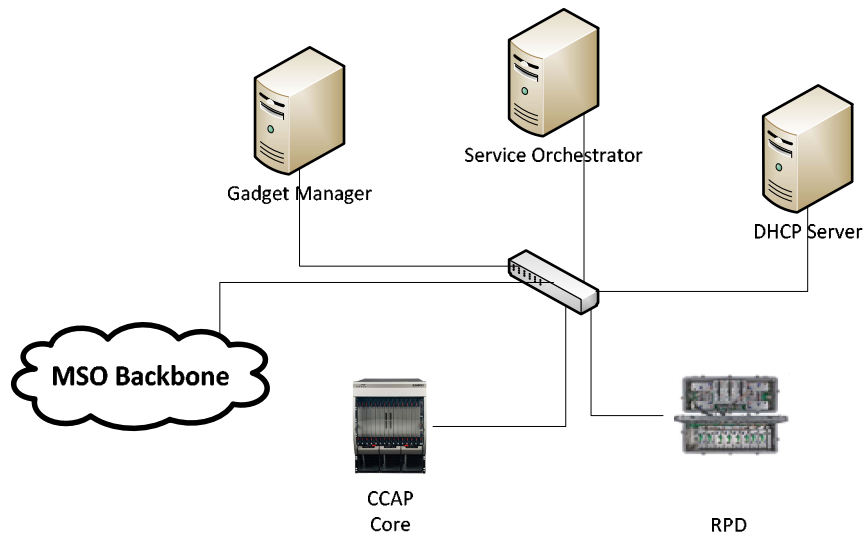 Service Orchestrator
Gadget Manager
DHCP Server
MSO Backbone
CCAP
Core
RPD